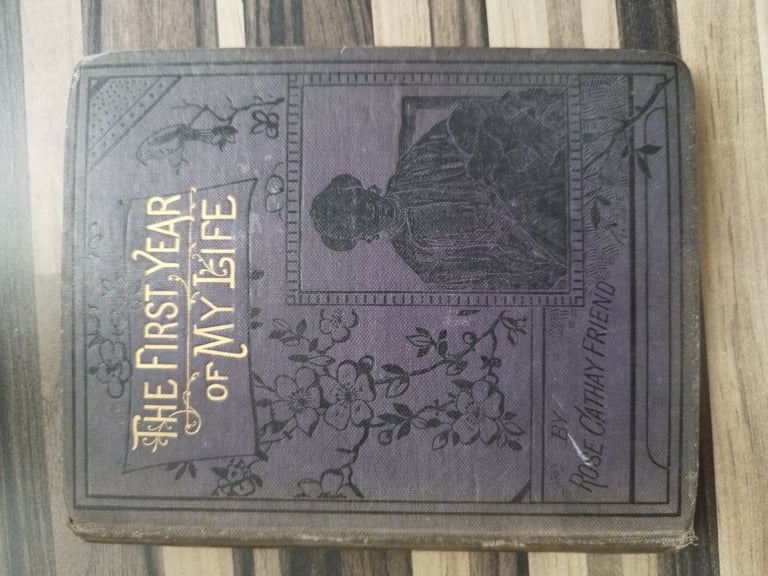 THE FIRST YEAR
OF MY LIFE
BY
ROSE CATHAY FRIEND